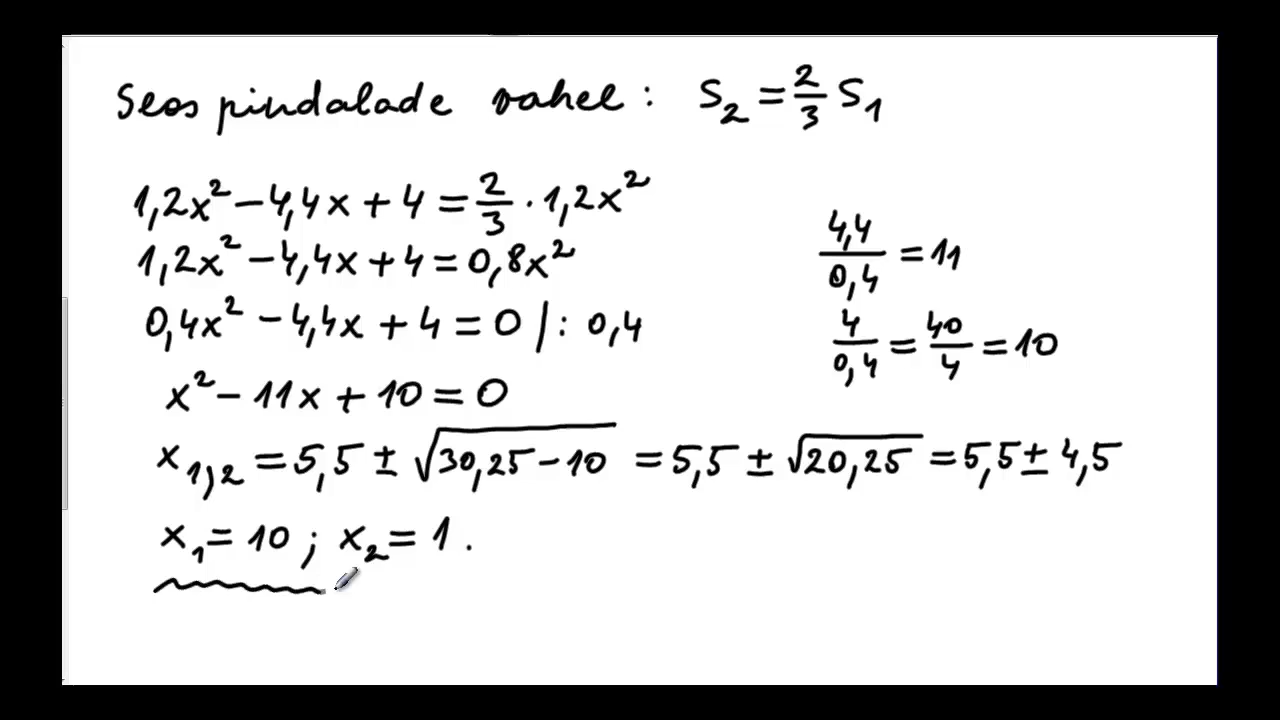 Seos pindalade vahel: S₂ = 2/3 S₁
1,2x² - 4,4x + 4 = 2/3 · 1,2x²
1,2x² - 4,4x + 4 = 0,8x²
0,4x² - 4,4x + 4 = 0 |: 0,4
x² - 11x + 10 = 0
x₁,₂ = 5,5 ± √(30,25 - 10) = 5,5 ± √(20,25) = 5,5 ± 4,5
x₁ = 10 ; x₂ = 1.
4,4/0,4 = 11
4/0,4 = 40/4 = 10